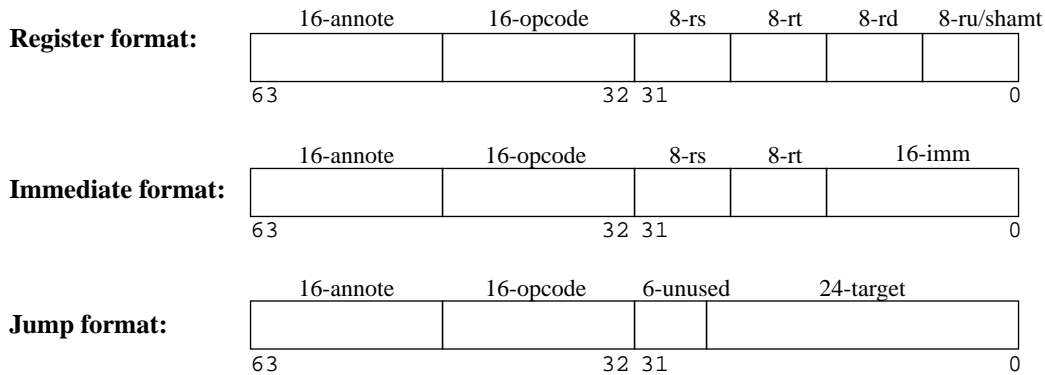 16-annote 16-opcode 8-rs 8-rt 8-rd 8-ru/shamt
Register format:
63 32 31 0
16-annote 16-opcode 8-rs 8-rt 16-imm
Immediate format:
63 32 31 0
16-annote 16-opcode 6-unused 24-target
Jump format:
63 32 31 0